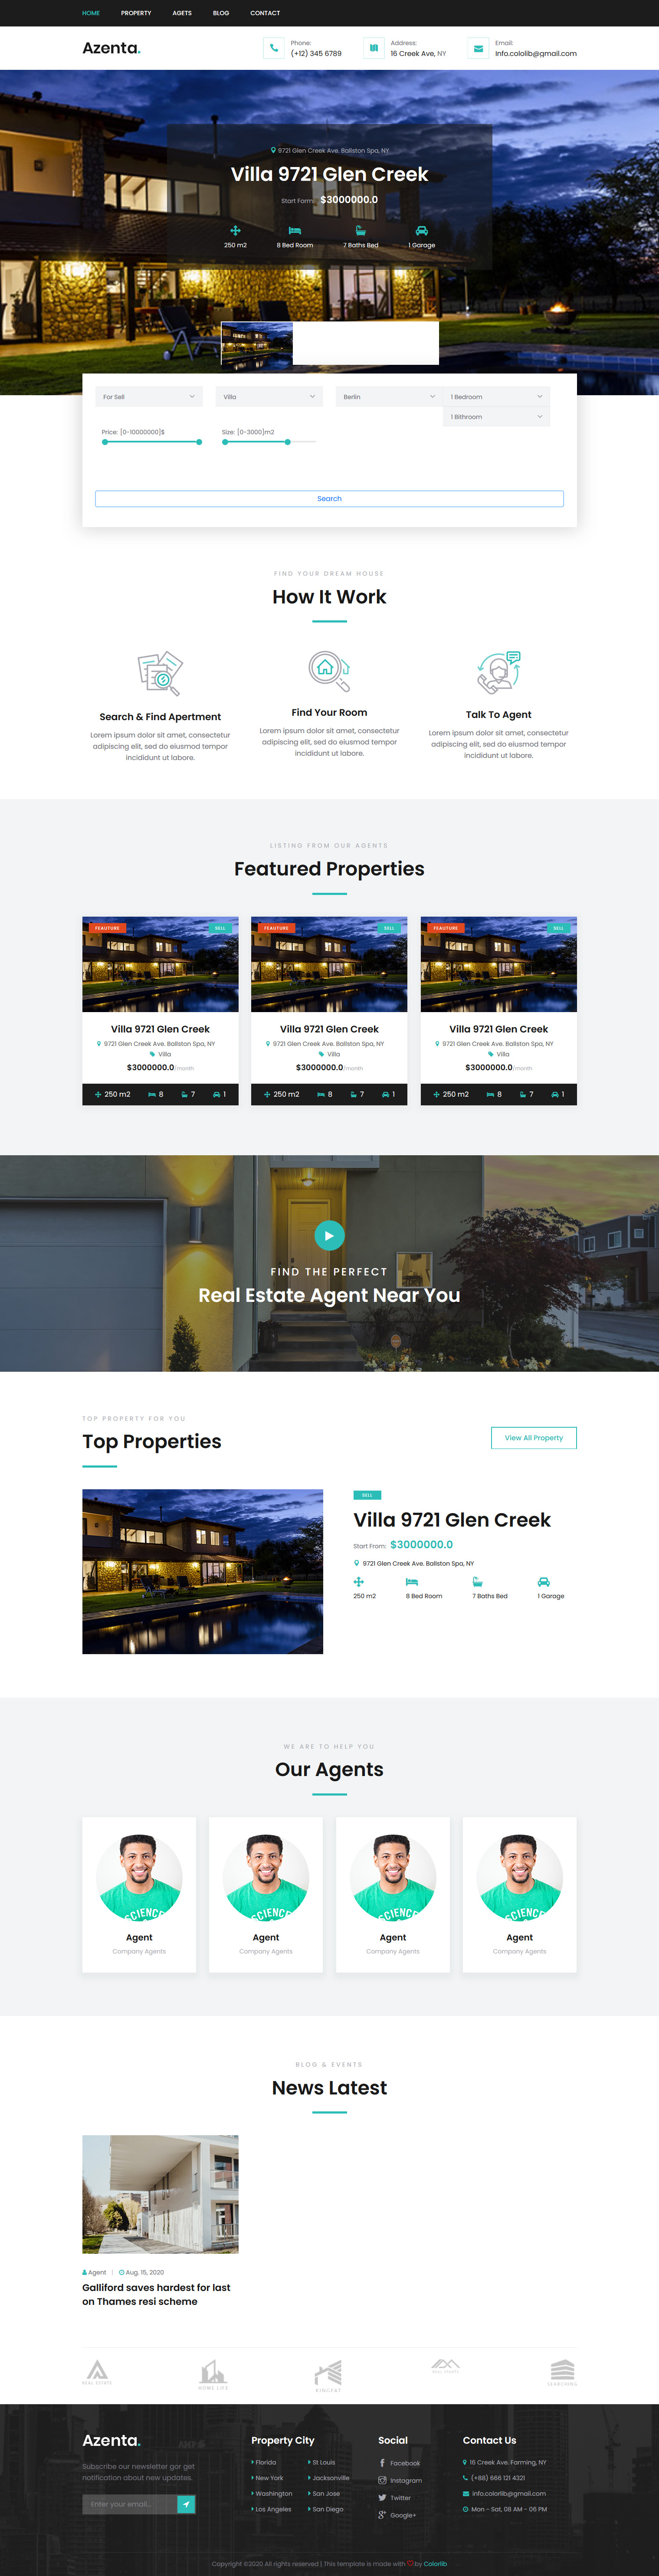 HOME PROPERTY AGETS BLOG CONTACT
Azenta.
Phone:
(+12) 345 6789
Address:
16 Creek Ave, NY
Email:
Info.cololib@gmail.com
9721 Glen Creek Ave. Ballston Spa, NY
Villa 9721 Glen Creek
Start Form: $3000000.0
250 m2 8 Bed Room 7 Baths Bed 1 Garage
For Sell Villa Berlin 1 Bedroom
1 Bithroom
Price: [0-10000000]$ Size: [0-3000]m2
Search
FIND YOUR DREAM HOUSE
How It Work
Search & Find Apertment
Lorem ipsum dolor sit amet, consectetur
adipiscing elit, sed do eiusmod tempor
incididunt ut labore.
Find Your Room
Lorem ipsum dolor sit amet, consectetur
adipiscing elit, sed do eiusmod tempor
incididunt ut labore.
Talk To Agent
Lorem ipsum dolor sit amet, consectetur
adipiscing elit, sed do eiusmod tempor
incididunt ut labore.
LISTING FROM OUR AGENTS
Featured Properties
FEAUTURE SELL
Villa 9721 Glen Creek
9721 Glen Creek Ave. Ballston Spa, NY
Villa
$3000000.0/month
250 m2 8 7 1
FEAUTURE SELL
Villa 9721 Glen Creek
9721 Glen Creek Ave. Ballston Spa, NY
Villa
$3000000.0/month
250 m2 8 7 1
FEAUTURE SELL
Villa 9721 Glen Creek
9721 Glen Creek Ave. Ballston Spa, NY
Villa
$3000000.0/month
250 m2 8 7 1
FIND THE PERFECT
Real Estate Agent Near You
TOP PROPERTY FOR YOU
Top Properties
View All Property
SELL
Villa 9721 Glen Creek
Start From: $3000000.0
9721 Glen Creek Ave. Ballston Spa, NY
250 m2 8 Bed Room 7 Baths Bed 1 Garage
WE ARE TO HELP YOU
Our Agents
SCIENCE
Agent
Company Agents
SCIENCE
Agent
Company Agents
SCIENCE
Agent
Company Agents
SCIENCE
Agent
Company Agents
BLOG & EVENTS
News Latest
Agent | Aug. 15, 2020
Galliford saves hardest for last
on Thames resi scheme
REAL ESTATE
HOME LIFE
KINGFAT
REAL ESTATE
SEARCHING
Azenta.
Subscribe our newsletter gor get
notification about new updates.
Enter your email...
Property City
Florida
New York
Washington
Los Angeles
St Louis
Jacksonville
San Jose
San Diego
Social
Facebook
Instagram
Twitter
Google+
Contact Us
16 Creek Ave. Farming, NY
(+88) 666 121 4321
info.colorlib@gmail.com
Mon - Sat, 08 AM - 06 PM
Copyright ©2020 All rights reserved | This template is made with by Colorlib